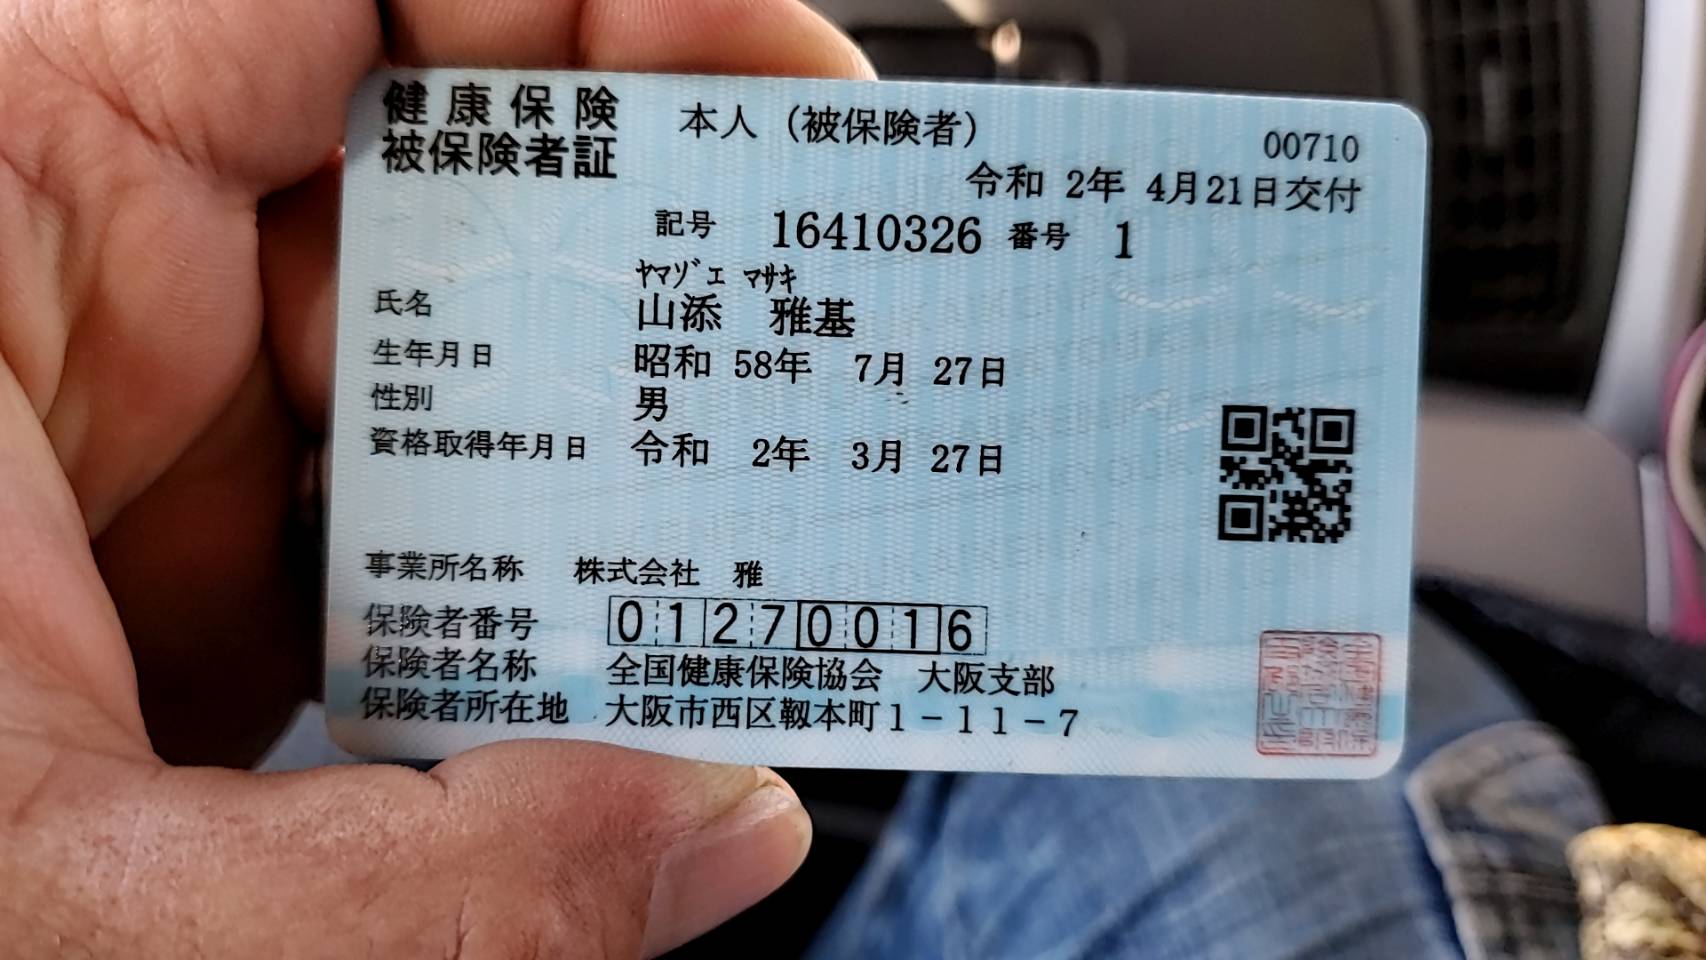 健康保険
被保険者証
本人（被保険者）
00710
令和 2年 4月21日交付
記号 16410326 番号 1
ﾔﾏｿﾞｴ ﾏｻｷ
氏名 山添 雅基
生年月日 昭和 58年 7月 27日
性別 男
資格取得年月日 令和 2年 3月 27日
事業所名称 株式会社 雅
保険者番号 01270016
保険者名称 全国健康保険協会 大阪支部
保険者所在地 大阪市西区靱本町1－11－7